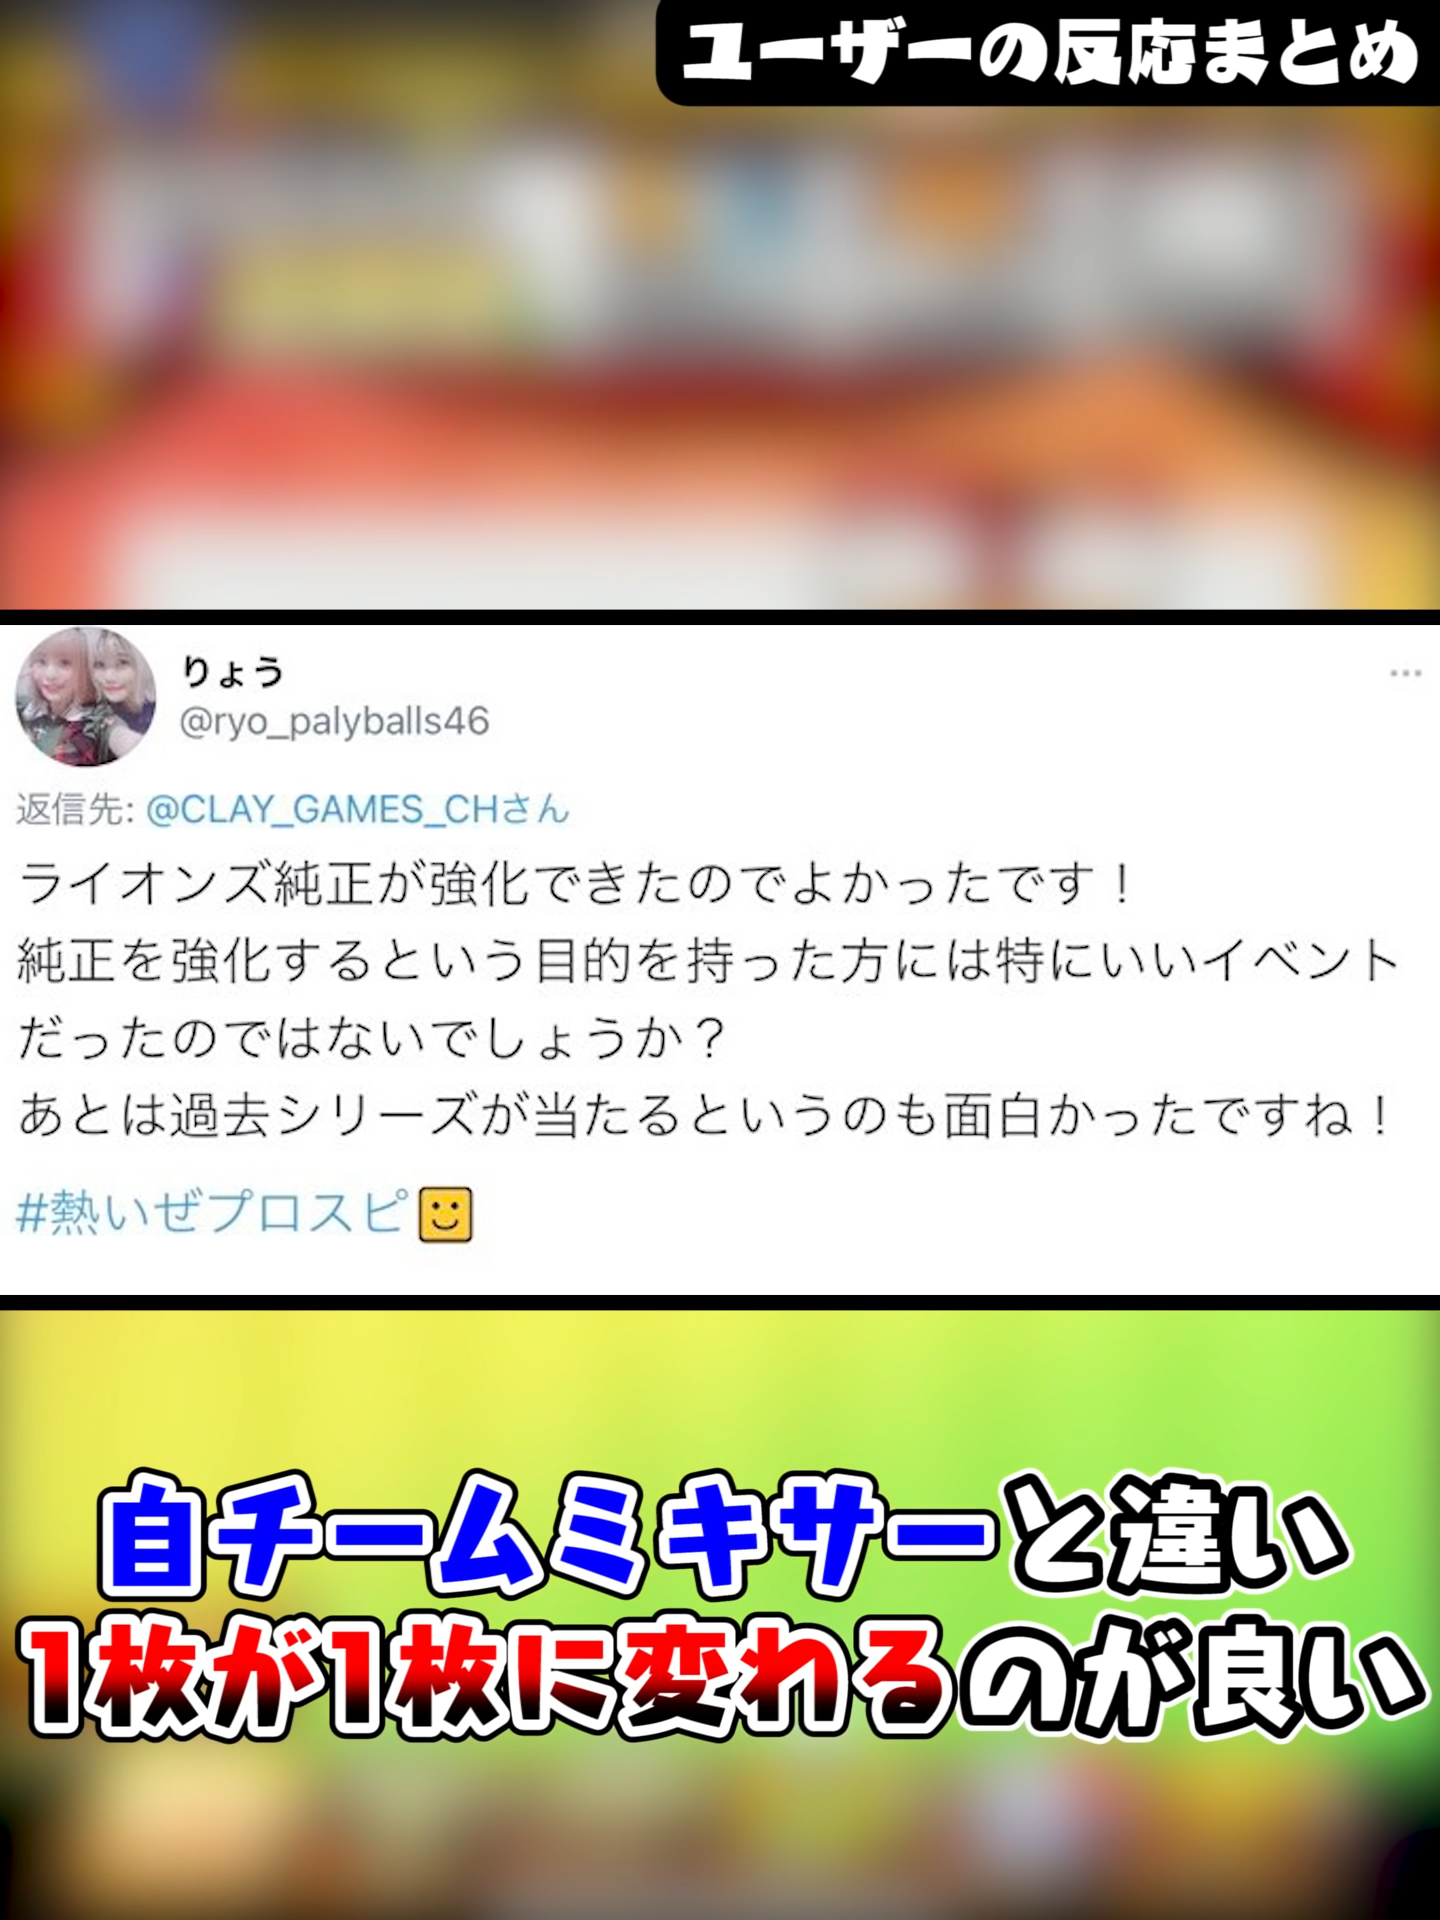 ユーザーの反応まとめ
りょう
@ryo_palyballs46
返信先: @CLAY_GAMES_CHさん
ライオンズ純正が強化できたのでよかったです！
純正を強化するという目的を持った方には特にいいイベント
だったのではないでしょうか？
あとは過去シリーズが当たるというのも面白かったですね！
#熱いぜプロスピ
自チームミキサーと違い
1枚が1枚に変わるのが良い